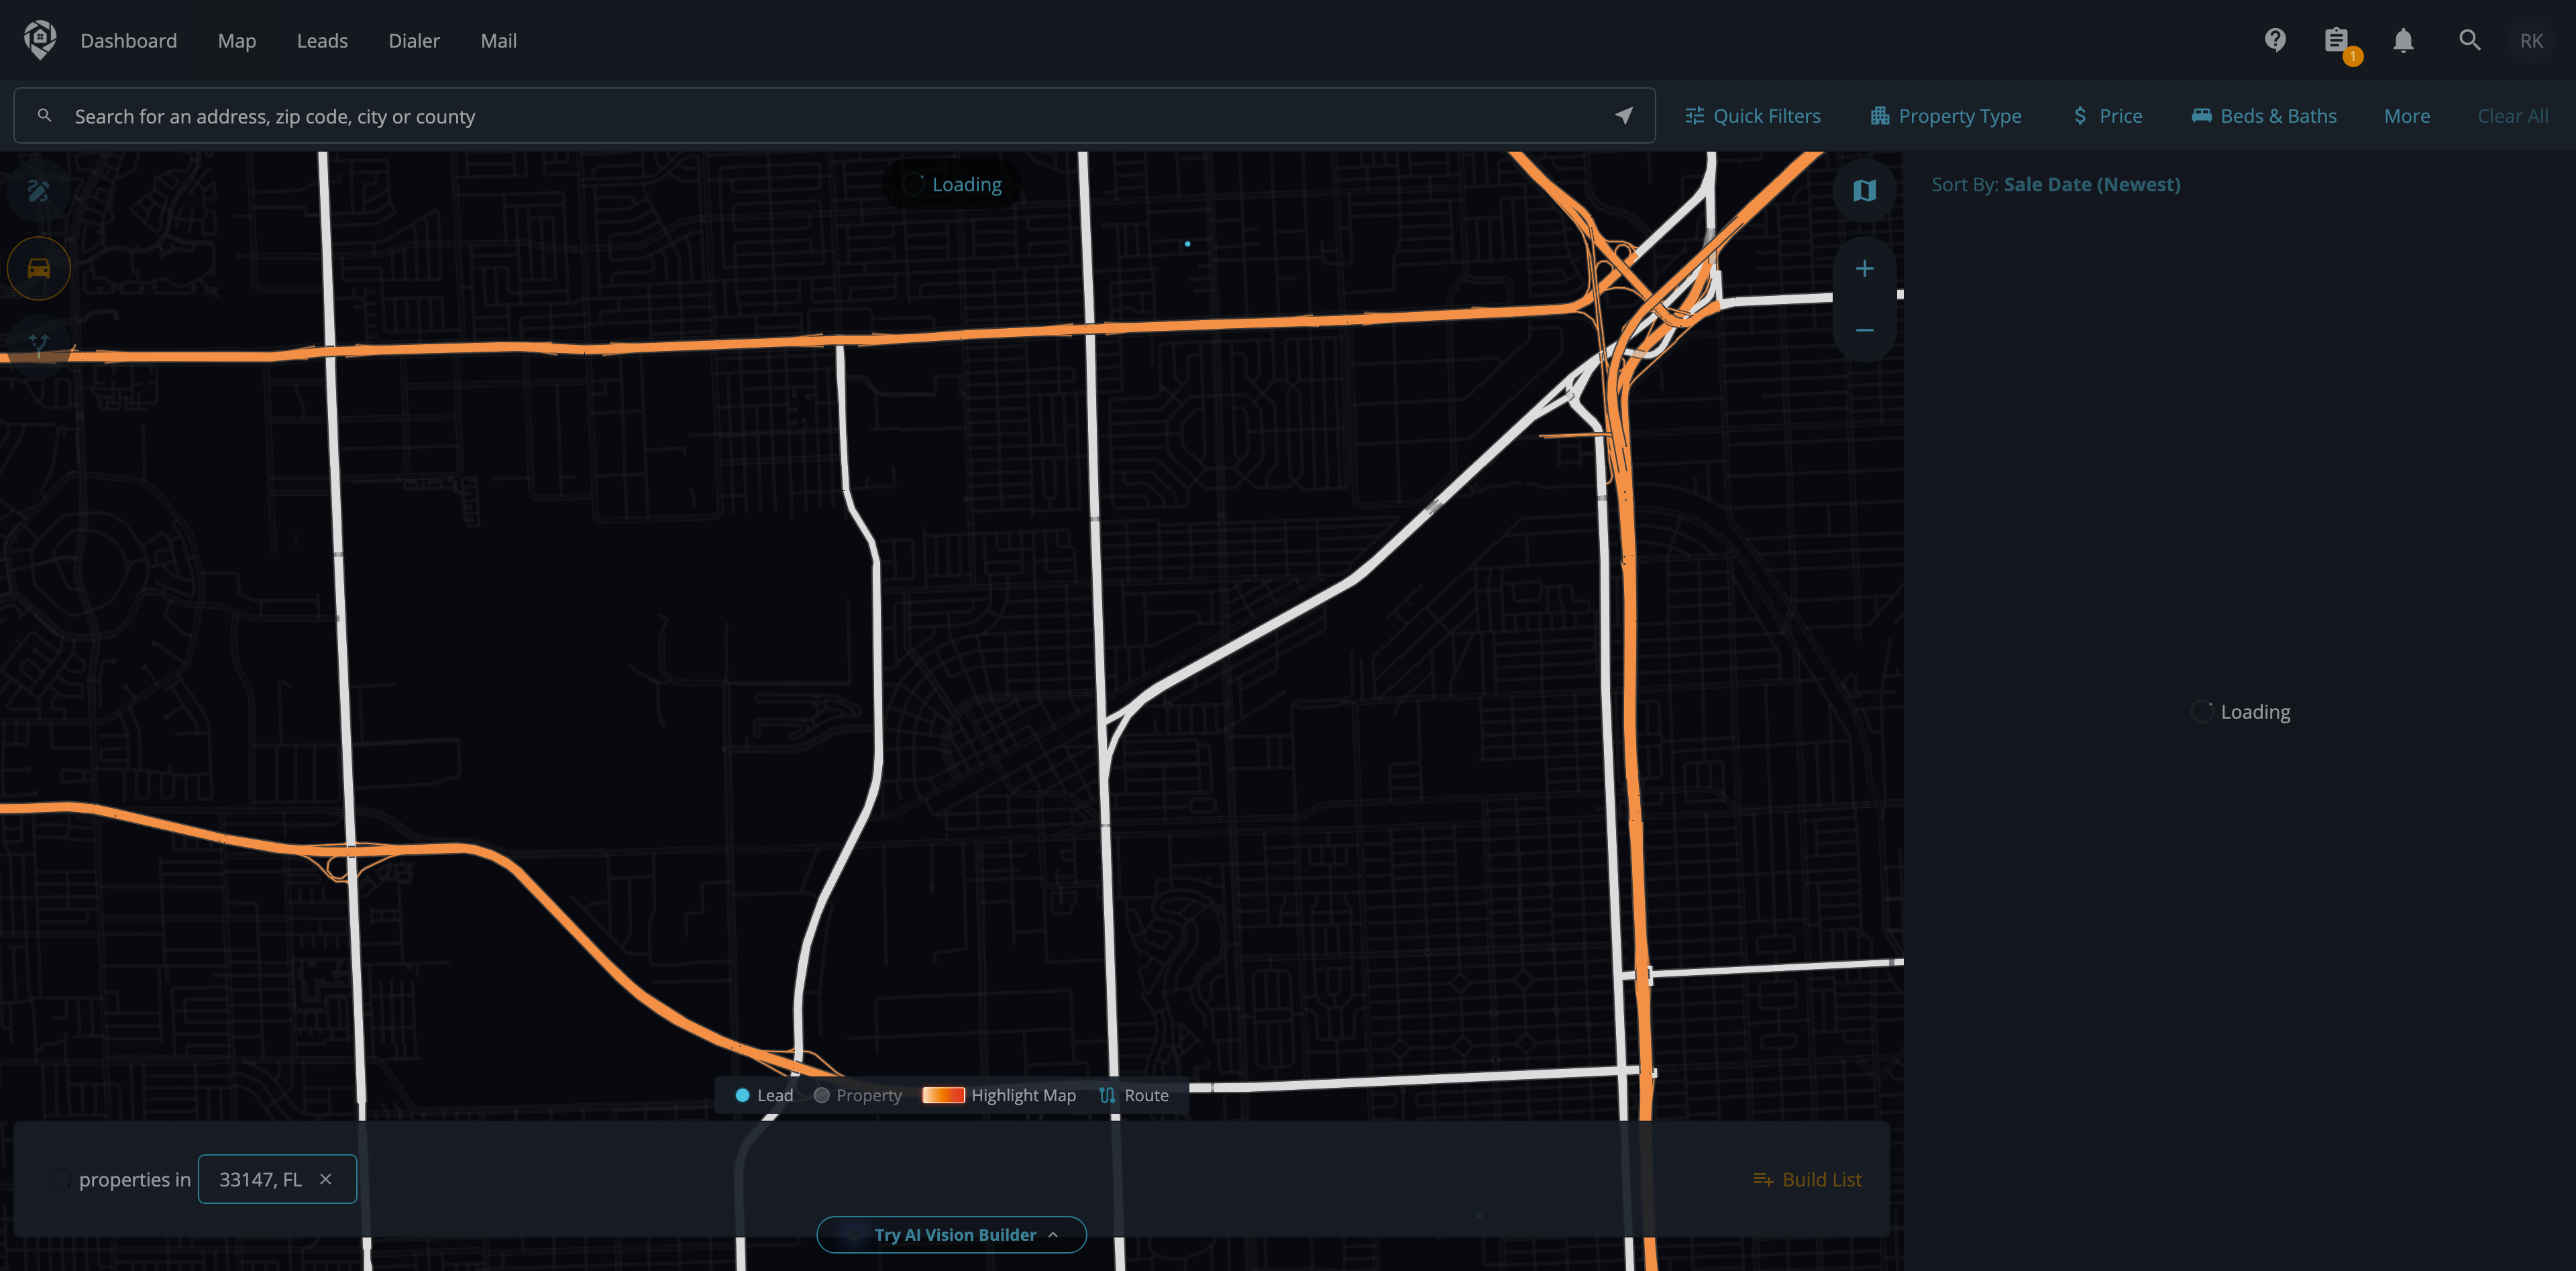 Dashboard
Map
Leads
Dialer
Mail
1
RK
Search for an address, zip code, city or county
Quick Filters
Property Type
Price
Beds & Baths
More
Clear All
Loading
Sort By: Sale Date (Newest)
Loading
Lead
Property
Highlight Map
Route
properties in
33147, FL
Build List
Try AI Vision Builder